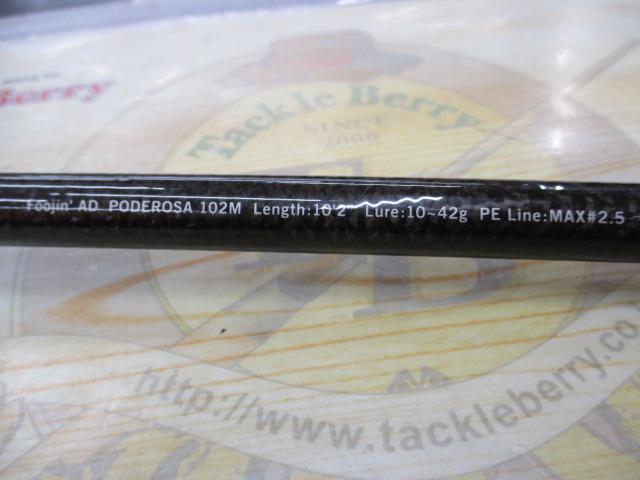 Berry
Tackle Berry
SINCE
2000
Foojin' AD PODEROSA 102M Length:10'2" Lure:10~42g PE Line:MAX#2.5
http://www.tackleberry.co